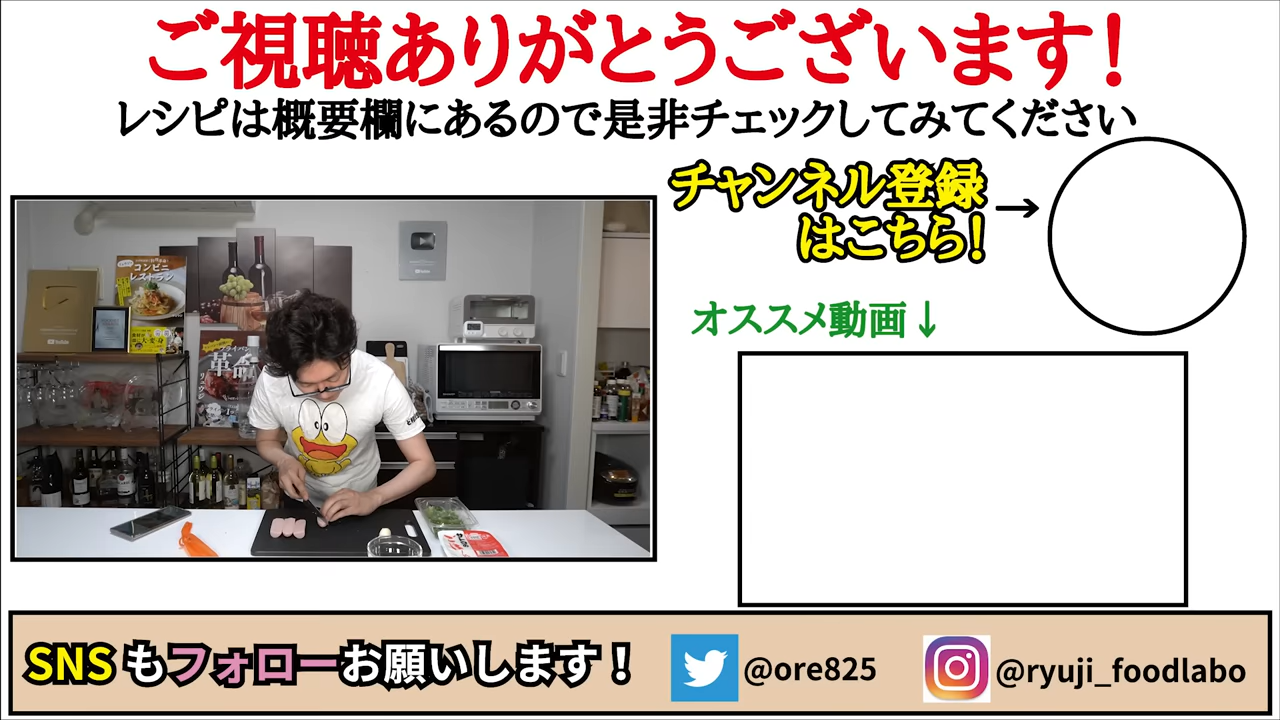 ご視聴ありがとうございます!
レシピは概要欄にあるので是非チェックしてみてください
チャンネル登録
はこちら!
→
オススメ動画↓
コンビニ
レストラン
革命
SNSもフォローお願いします！
@ore825
@ryuji_foodlabo